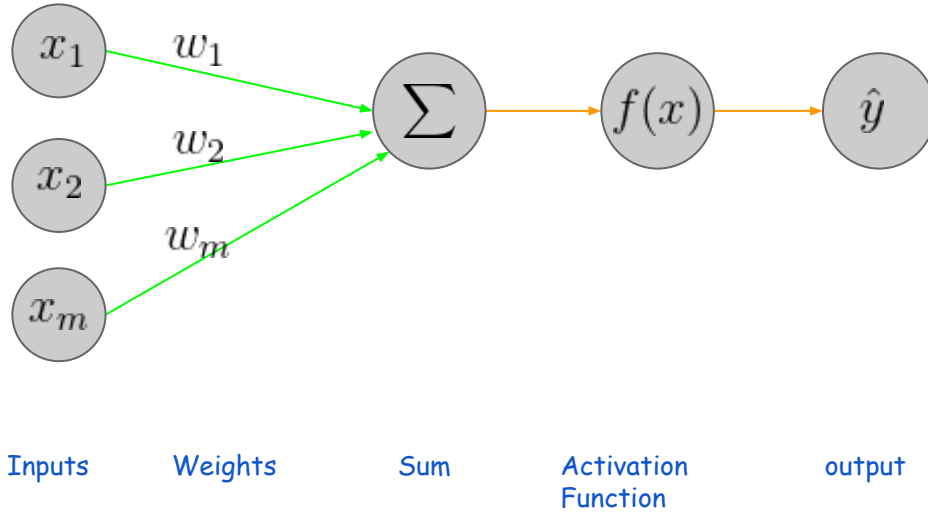 x₁
w₁
x₂
w₂
xₘ
wₘ
∑
f(x)
ŷ
Inputs
Weights
Sum
Activation
Function
output